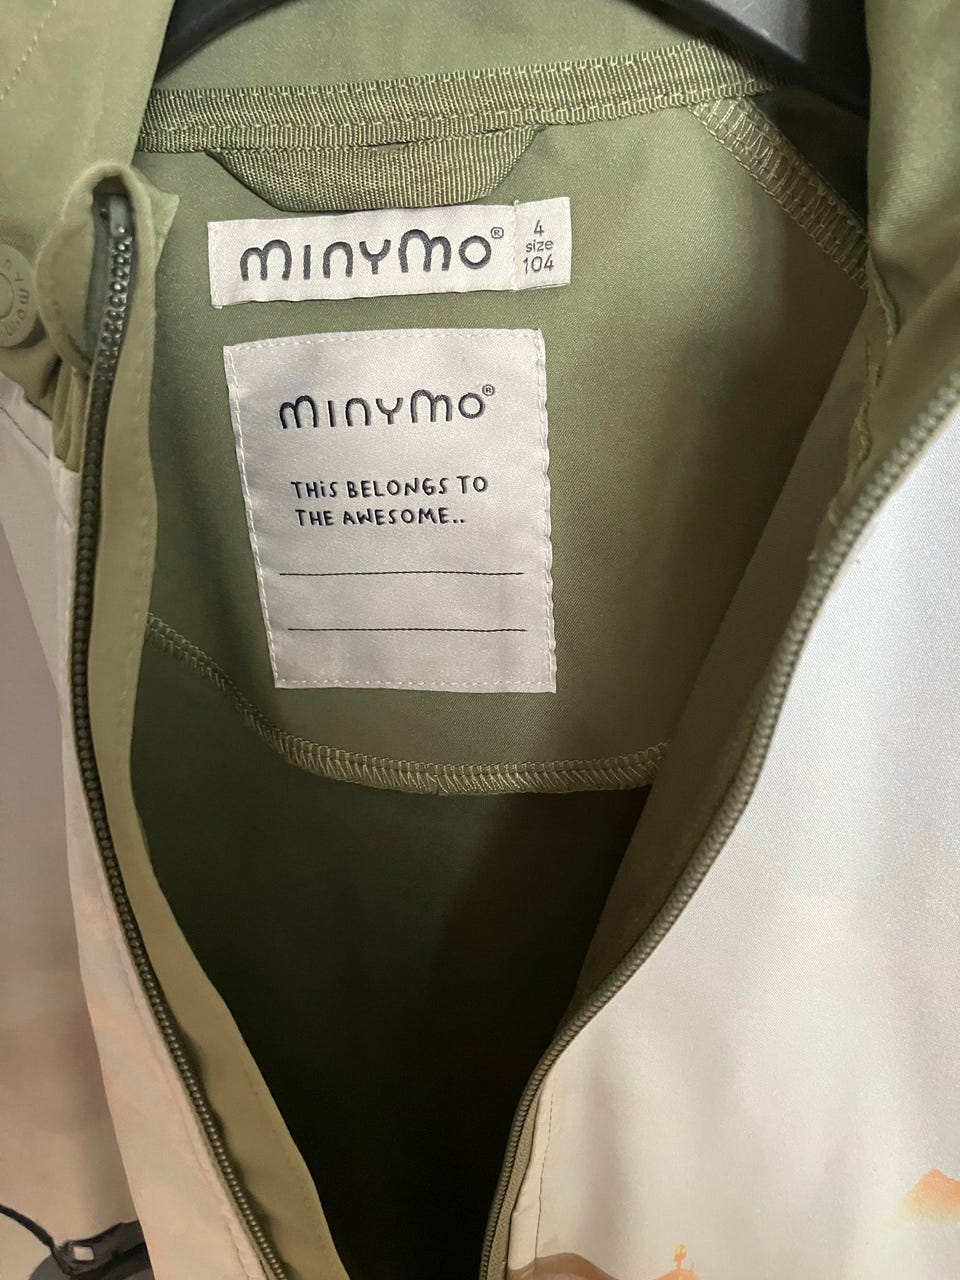 minymo®
4
size
104
minymo®
THIS BELONGS TO
THE AWESOME..